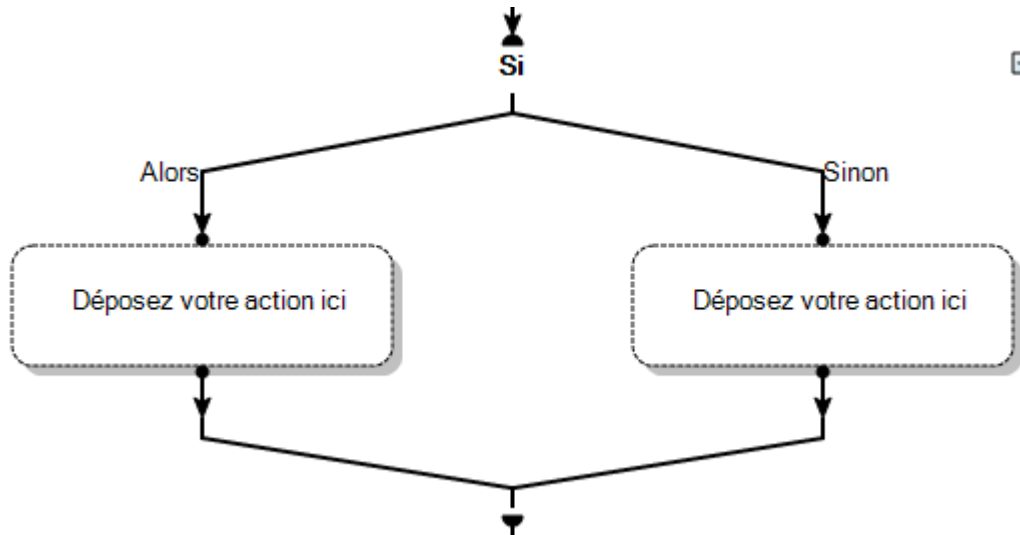 Si
Alors
Sinon
Déposez votre action ici
Déposez votre action ici